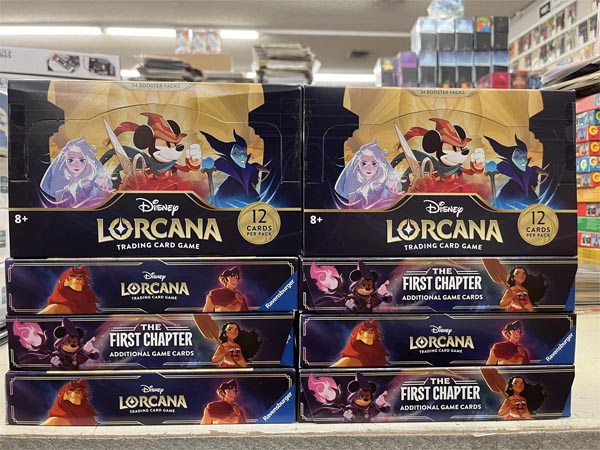 24 BOOSTER PACKS
24 BOOSTER PACKS
Disney
LORCANA
TRADING CARD GAME
8+
12
CARDS
PER PACK
Disney
LORCANA
TRADING CARD GAME
8+
12
CARDS
PER PACK
Disney
LORCANA
TRADING CARD GAME
Ravensburger
THE
FIRST CHAPTER
ADDITIONAL GAME CARDS
THE
FIRST CHAPTER
ADDITIONAL GAME CARDS
Disney
LORCANA
TRADING CARD GAME
Ravensburger
Disney
LORCANA
TRADING CARD GAME
Ravensburger
THE
FIRST CHAPTER
ADDITIONAL GAME CARDS